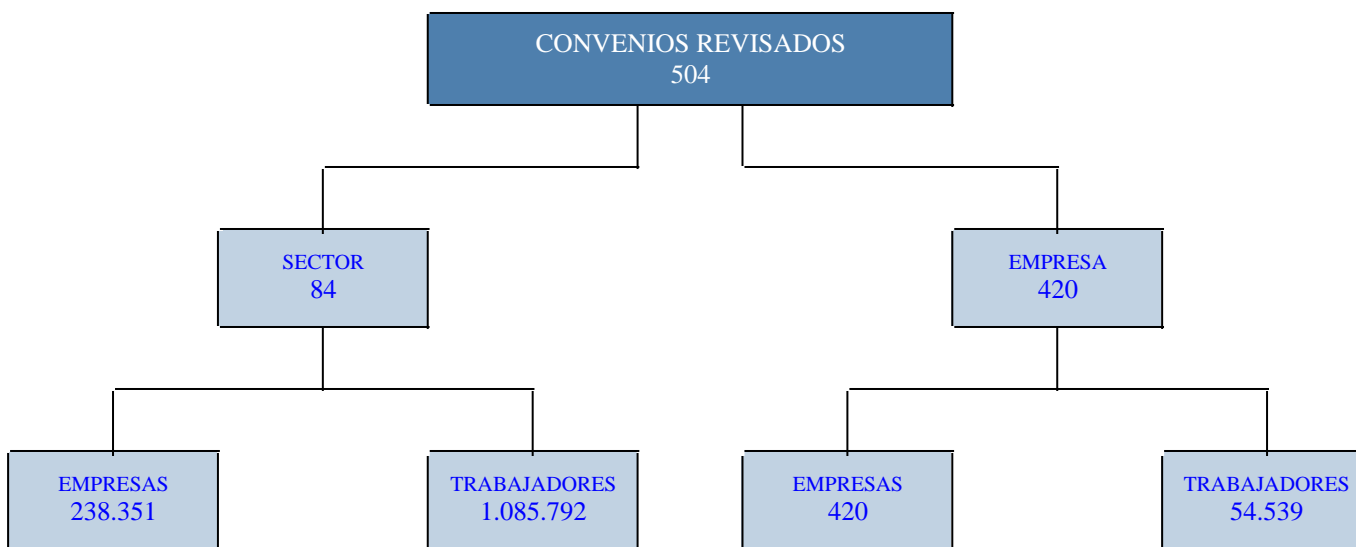 CONVENIOS REVISADOS
504
SECTOR
84
EMPRESA
420
EMPRESAS
238.351
TRABAJADORES
1.085.792
EMPRESAS
420
TRABAJADORES
54.539